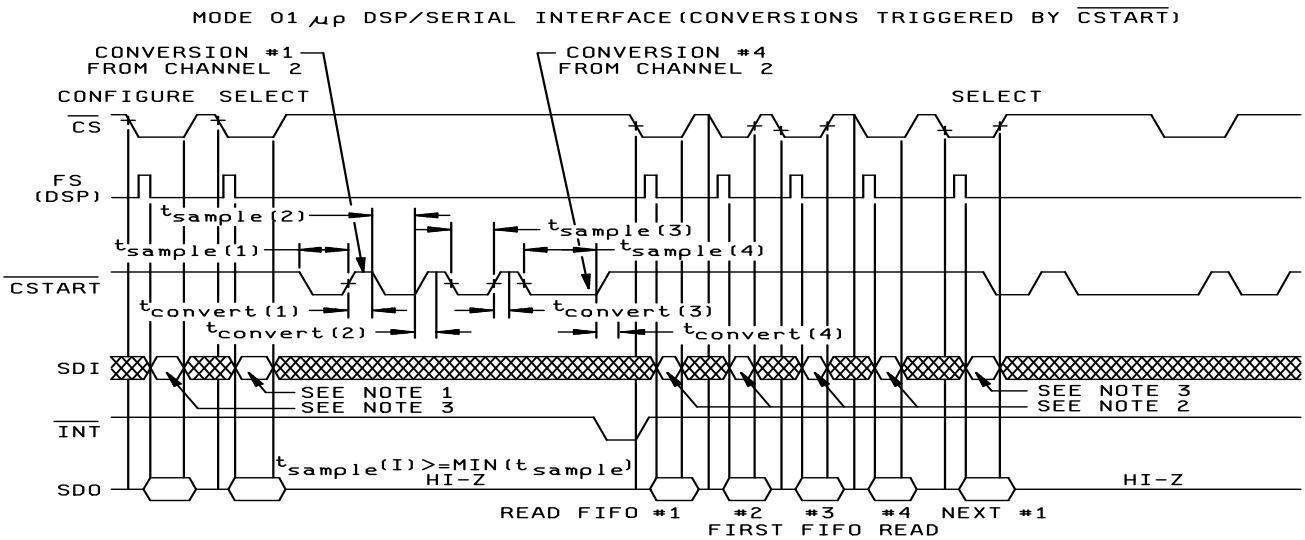 MODE 01 µp DSP/SERIAL INTERFACE(CONVERSIONS TRIGGERED BY CSTART)
CONVERSION #1
FROM CHANNEL 2
CONVERSION #4
FROM CHANNEL 2
CONFIGURE SELECT
SELECT
CS
FS
(DSP)
tsample(2)
tsample(3)
tsample(1)
tsample(4)
CSTART
tconvert(1)
tconvert(3)
tconvert(2)
tconvert(4)
SDI
SEE NOTE 1
SEE NOTE 3
SEE NOTE 3
SEE NOTE 2
INT
tsample(I)>=MIN(tsample)
HI-Z
HI-Z
SDO
READ FIFO #1 #2 #3 #4 NEXT #1
FIRST FIFO READ